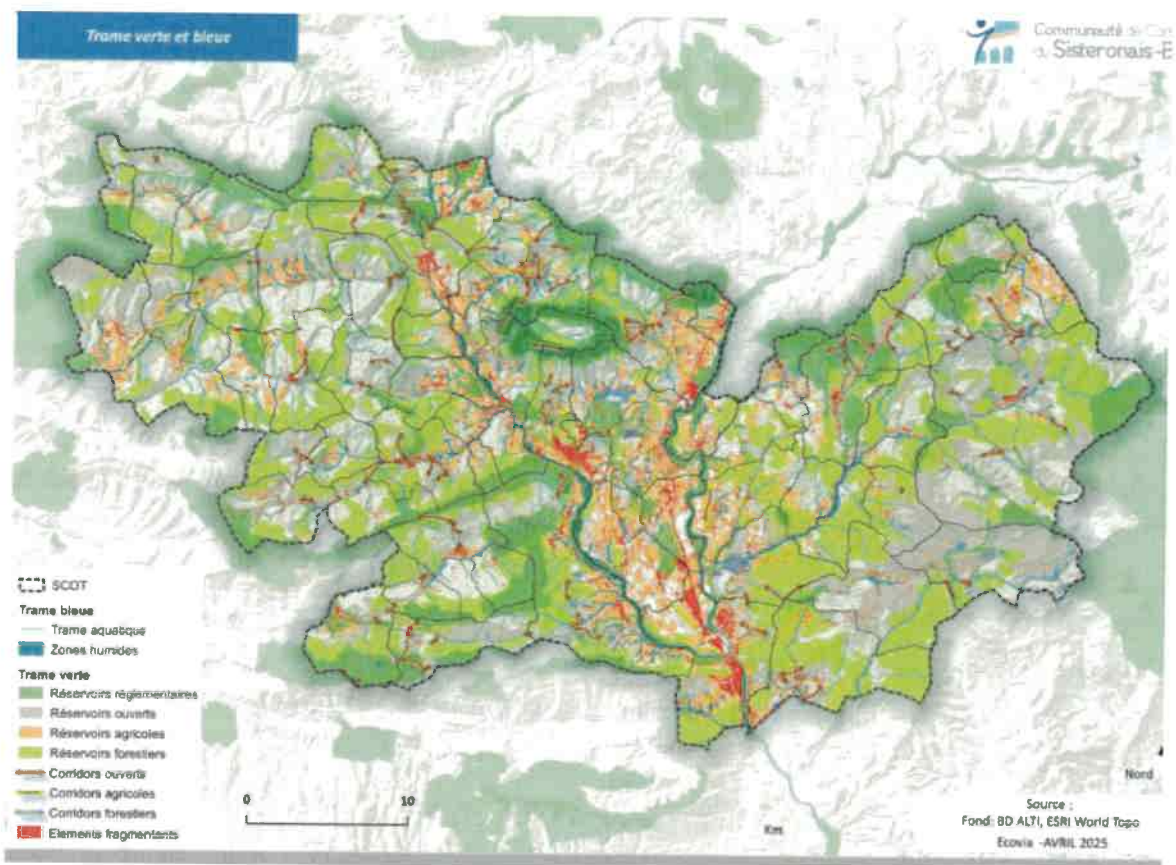 Trame verte et bleue
Communauté de Com
du Sisteronais-B
SCOT
Trame bleue
Trame aquatique
Zones humides
Trame verte
Réservoirs réglementaires
Réservoirs ouverts
Réservoirs agricoles
Réservoirs forestiers
Corridors ouverts
Corridors agricoles
Corridors forestiers
Elements fragmentants
0 10
Km
Nord
Source :
Fond: BD ALTI, ESRI World Topo
Ecovia -AVRIL 2025